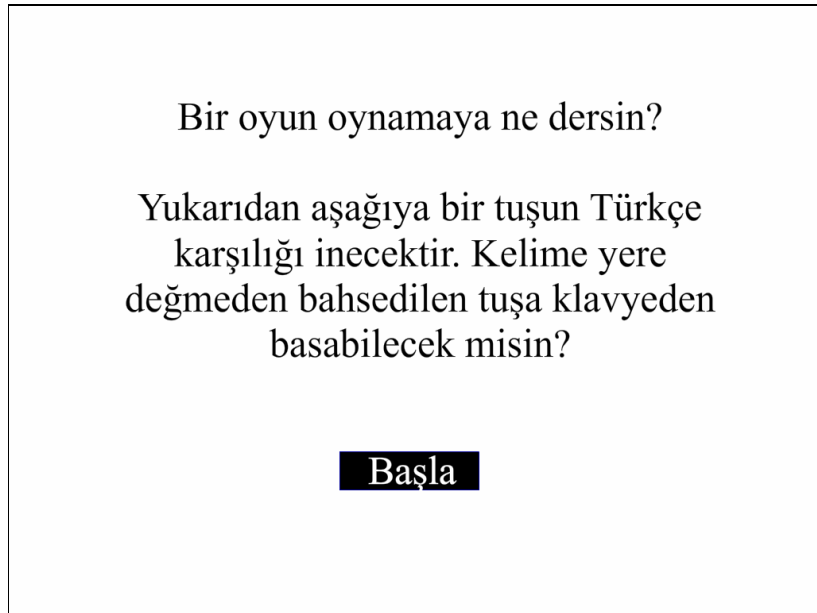 Bir oyun oynamaya ne dersin?
Yukarıdan aşağıya bir tuşun Türkçe
karşılığı inecektir. Kelime yere
değmeden bahsedilen tuşa klavyeden
basabilecek misin?
Başla